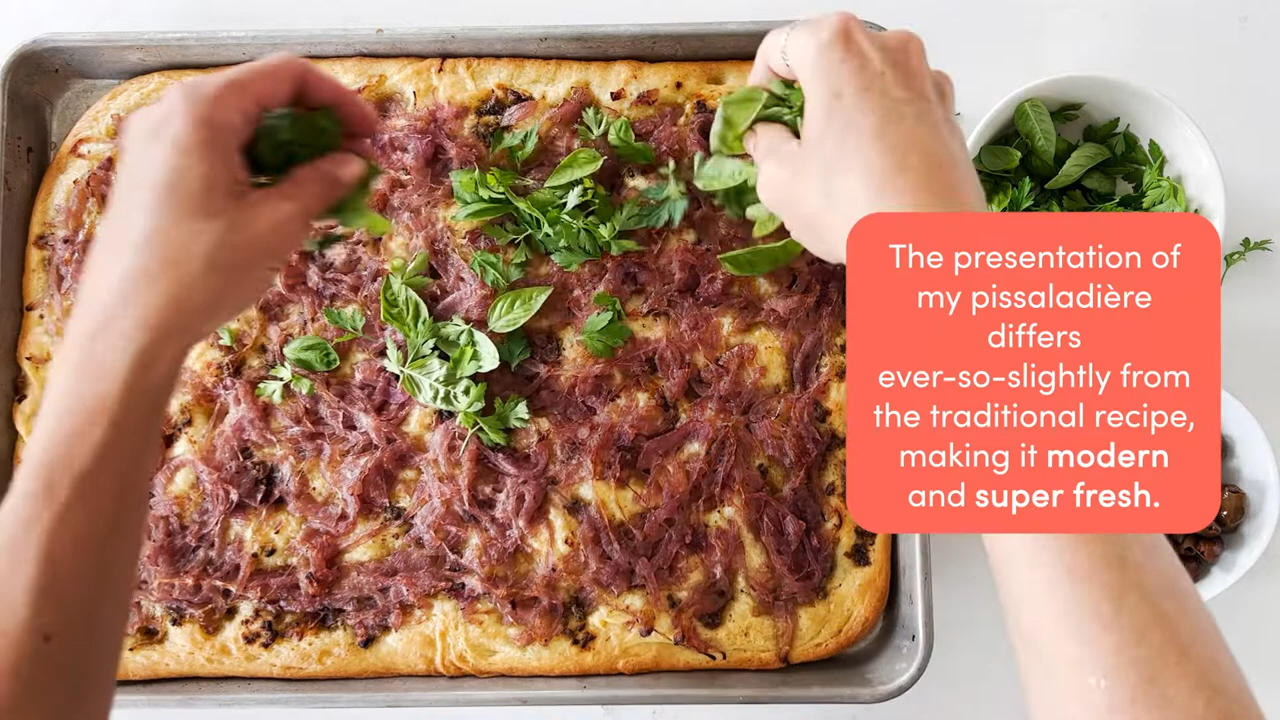 The presentation of
my pissaladière
differs
ever-so-slightly from
the traditional recipe,
making it modern
and super fresh.